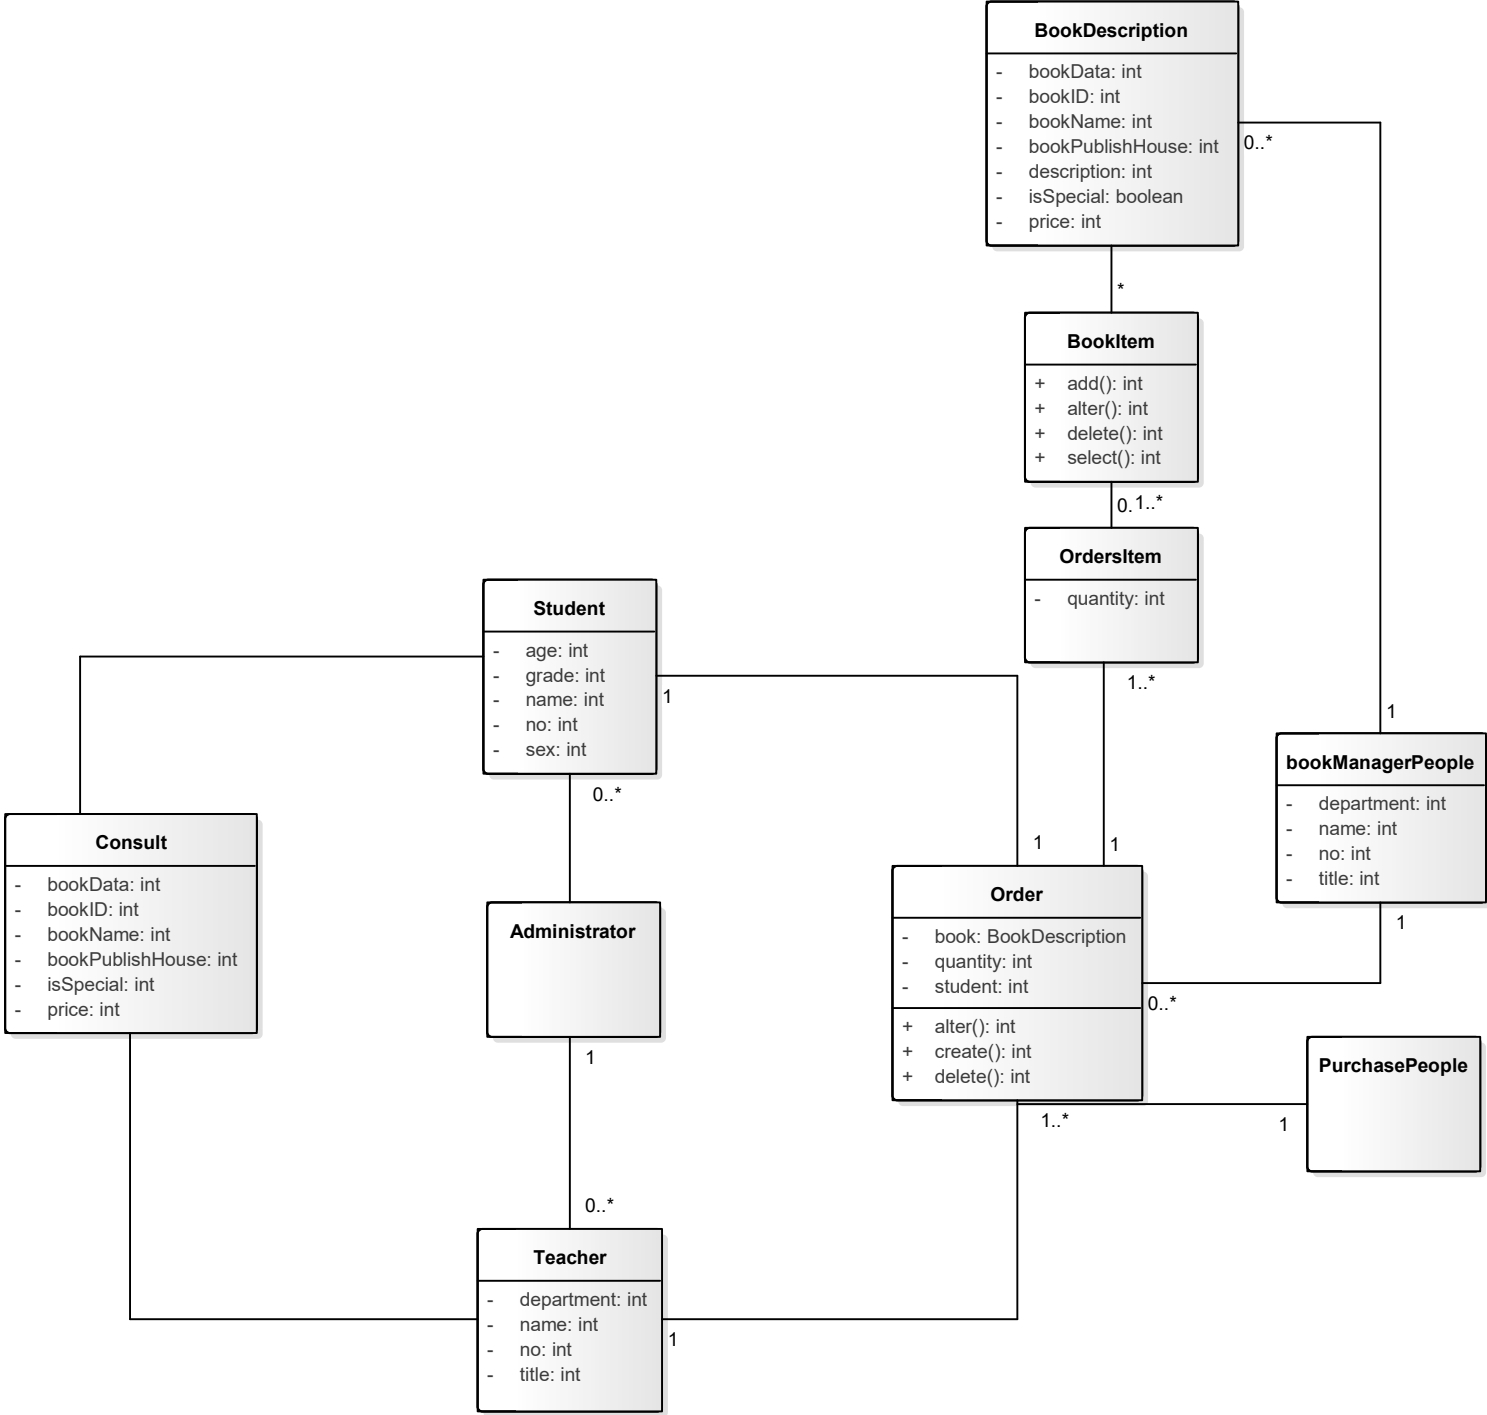 BookDescription
- bookData: int
- bookID: int
- bookName: int
- bookPublishHouse: int
- description: int
- isSpecial: boolean
- price: int
0..*
*
BookItem
+ add(): int
+ alter(): int
+ delete(): int
+ select(): int
0. 1..*
OrdersItem
- quantity: int
1..*
Student
- age: int
- grade: int
- name: int
- no: int
- sex: int
1
0..*
1
bookManagerPeople
- department: int
- name: int
- no: int
- title: int
1
Consult
- bookData: int
- bookID: int
- bookName: int
- bookPublishHouse: int
- isSpecial: int
- price: int
Administrator
1
1
1
Order
- book: BookDescription
- quantity: int
- student: int
+ alter(): int
+ create(): int
+ delete(): int
0..*
1..*
PurchasePeople
1
0..*
Teacher
- department: int
- name: int
- no: int
- title: int
1